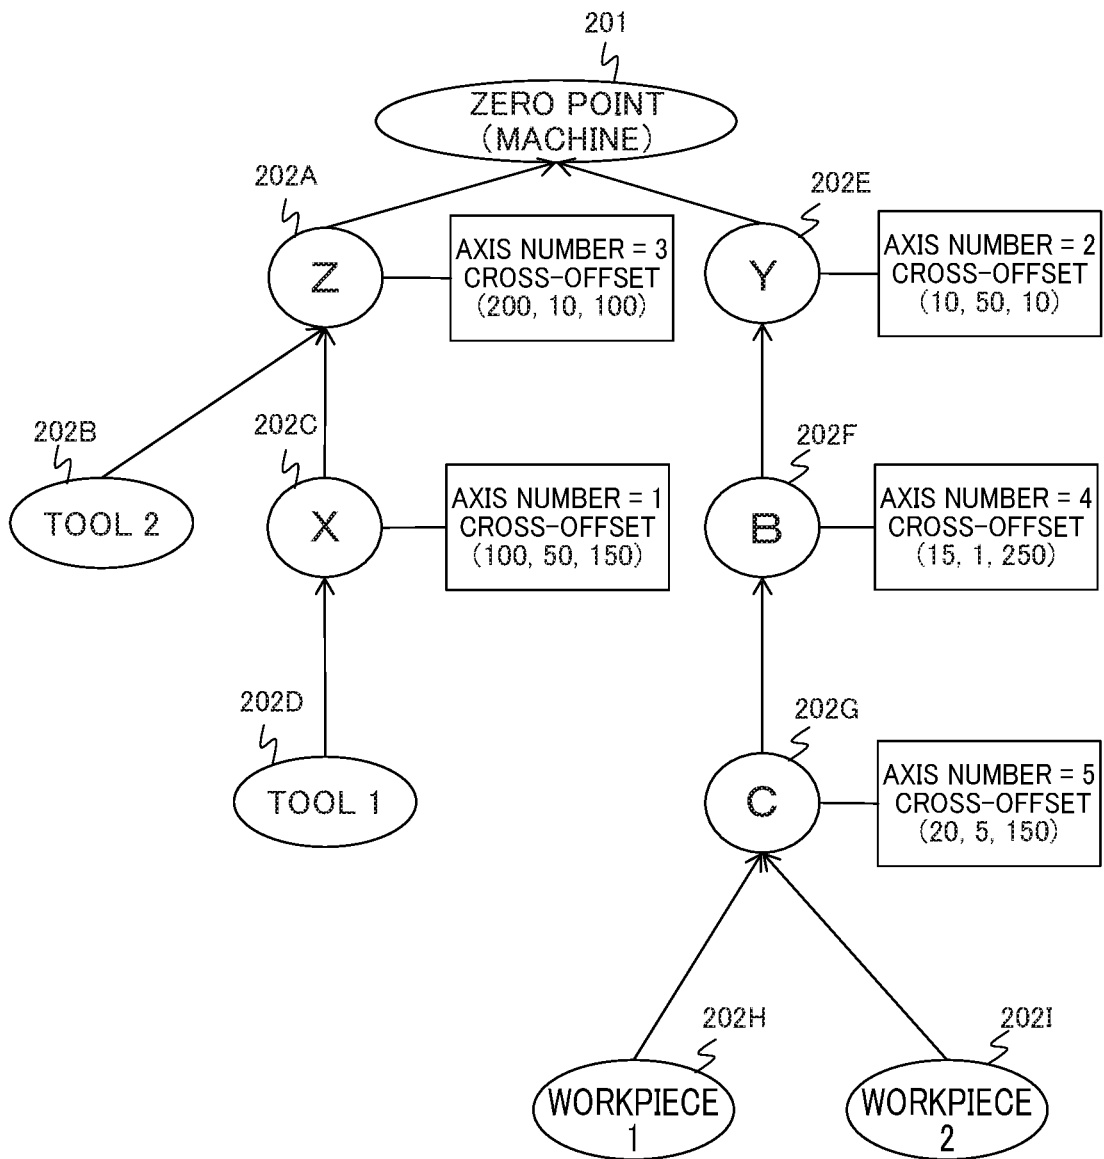 201
ZERO POINT
(MACHINE)
202A
202E
Z
AXIS NUMBER = 3
CROSS-OFFSET
(200, 10, 100)
Y
AXIS NUMBER = 2
CROSS-OFFSET
(10, 50, 10)
202B
202C
202F
TOOL 2
X
AXIS NUMBER = 1
CROSS-OFFSET
(100, 50, 150)
B
AXIS NUMBER = 4
CROSS-OFFSET
(15, 1, 250)
202D
202G
TOOL 1
C
AXIS NUMBER = 5
CROSS-OFFSET
(20, 5, 150)
202H
202I
WORKPIECE
1
WORKPIECE
2